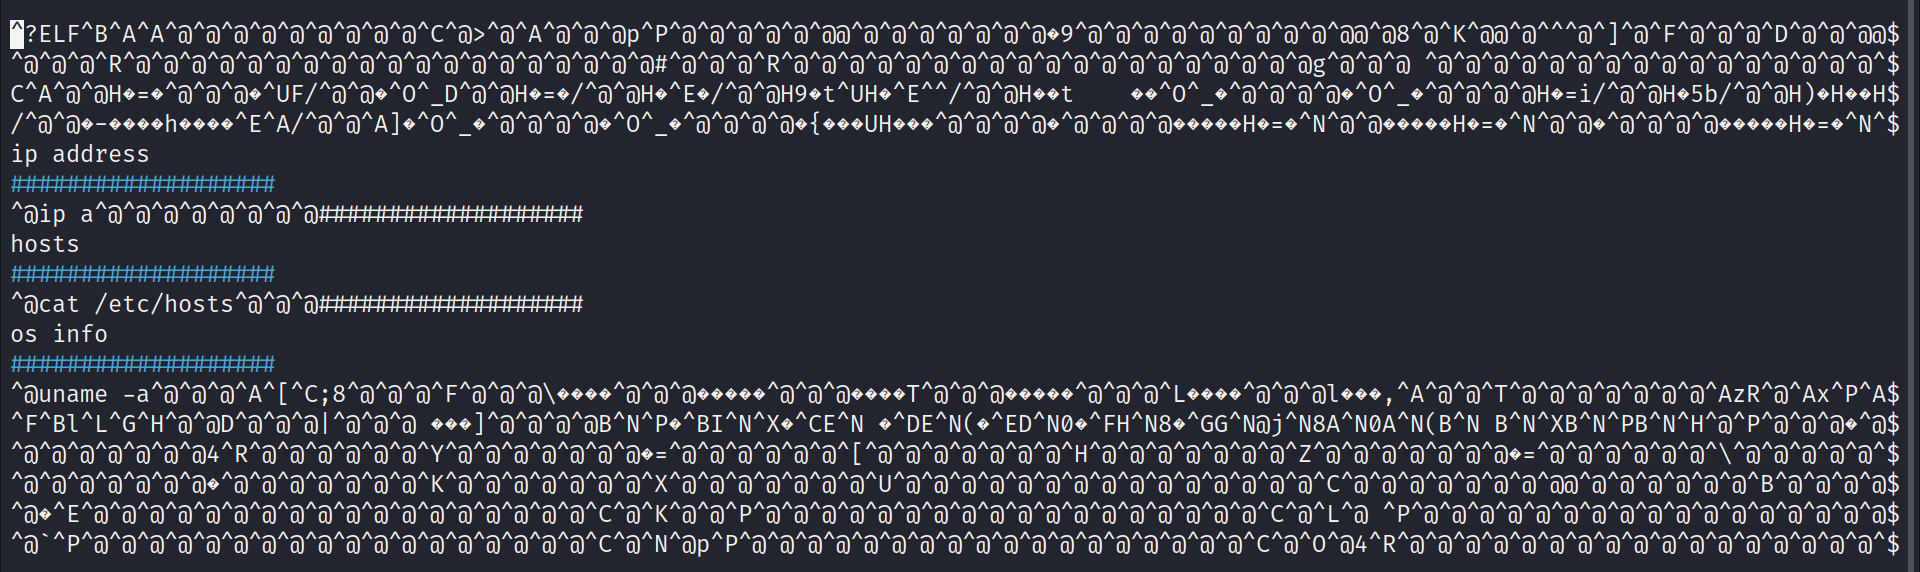 ^?ELF^B^A^A^@^@^@^@^@^@^@^@^@^C^@>^@^A^@^@^@p^P^@^@^@^@^@@^@^@^@^@^@^@^@�9^@^@^@^@^@^@^@^@^@^@@^@8^@^K^@@^@^^^@^]^@^F^@^@^@^D^@^@^@@$
^@^@^@^R^@^@^@^@^@^@^@^@^@^@^@^@^@^@^@^@^@^@^@#^@^@^@^R^@^@^@^@^@^@^@^@^@^@^@^@^@^@^@^@^@^@^@g^@^@^@ ^@^@^@^@^@^@^@^@^@^@^@^@^@^@^@^@^$
C^A^@^@H�=�^@^@^@�^UF/^@^@�^O^_D^@^@H�=�/^@^@H�^E�/^@^@H9�t^UH�^E^^/^@^@H��t    ��^O^_�^@^@^@^@�^O^_�^@^@^@^@H�=i/^@^@H�5b/^@^@H)�H��H$
/^@^@�-����h����^E^A/^@^@^A]�^O^_�^@^@^@^@�^O^_�^@^@^@^@�{���UH���^@^@^@^@�^@^@^@^@�����H�=�^N^@^@�����H�=�^N^@^@�^@^@^@^@�����H�=�^N^$
ip address
###################
^@ip a^@^@^@^@^@^@^@^@###################
hosts
###################
^@cat /etc/hosts^@^@^@###################
os info
###################
^@uname -a^@^@^@^@^A^[^C;8^@^@^@^F^@^@^@\����^@^@^@�����^@^@^@����T^@^@^@�����^@^@^@^L����^@^@^@l���,^A^@^@^T^@^@^@^@^@^@^@^AzR^@^Ax^P^A$
^F^Bl^L^G^H^@^@D^@^@^@|^@^@^@ ���]^@^@^@^@B^N^P�^BI^N^X�^CE^N �^DE^N(�^ED^N0�^FH^N8�^GG^N@j^N8A^N0A^N(B^N B^N^XB^N^PB^N^H^@^P^@^@^@�^@$
^@^@^@^@^@^@^@4^R^@^@^@^@^@^@^Y^@^@^@^@^@^@^@�=^@^@^@^@^@^@^[^@^@^@^@^@^@^@^H^@^@^@^@^@^@^@^Z^@^@^@^@^@^@^@�=^@^@^@^@^@^@^\^@^@^@^@^@^$
^@^@^@^@^@^@^@�^@^@^@^@^@^@^@^K^@^@^@^@^@^@^@^X^@^@^@^@^@^@^@^U^@^@^@^@^@^@^@^@^@^@^@^@^@^@^@^C^@^@^@^@^@^@^@^@@^@^@^@^@^@^@^B^@^@^@^@$
^@�^E^@^@^@^@^@^@^@^@^@^@^@^@^@^@^@^@^@^@^C^@^K^@^@^P^@^@^@^@^@^@^@^@^@^@^@^@^@^@^@^@^@^@^C^@^L^@ ^P^@^@^@^@^@^@^@^@^@^@^@^@^@^@^@^@^@$
^@`^P^@^@^@^@^@^@^@^@^@^@^@^@^@^@^@^@^@^@^C^@^N^@p^P^@^@^@^@^@^@^@^@^@^@^@^@^@^@^@^@^@^@^C^@^O^@4^R^@^@^@^@^@^@^@^@^@^@^@^@^@^@^@^@^@^$